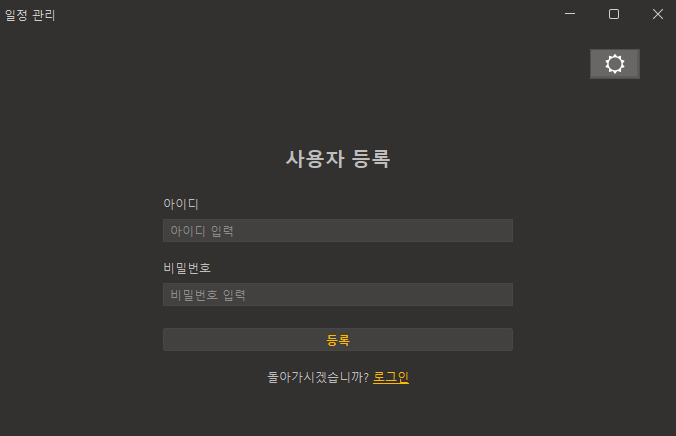 일정 관리
사용자 등록
아이디
아이디 입력
비밀번호
비밀번호 입력
등록
돌아가시겠습니까? 로그인